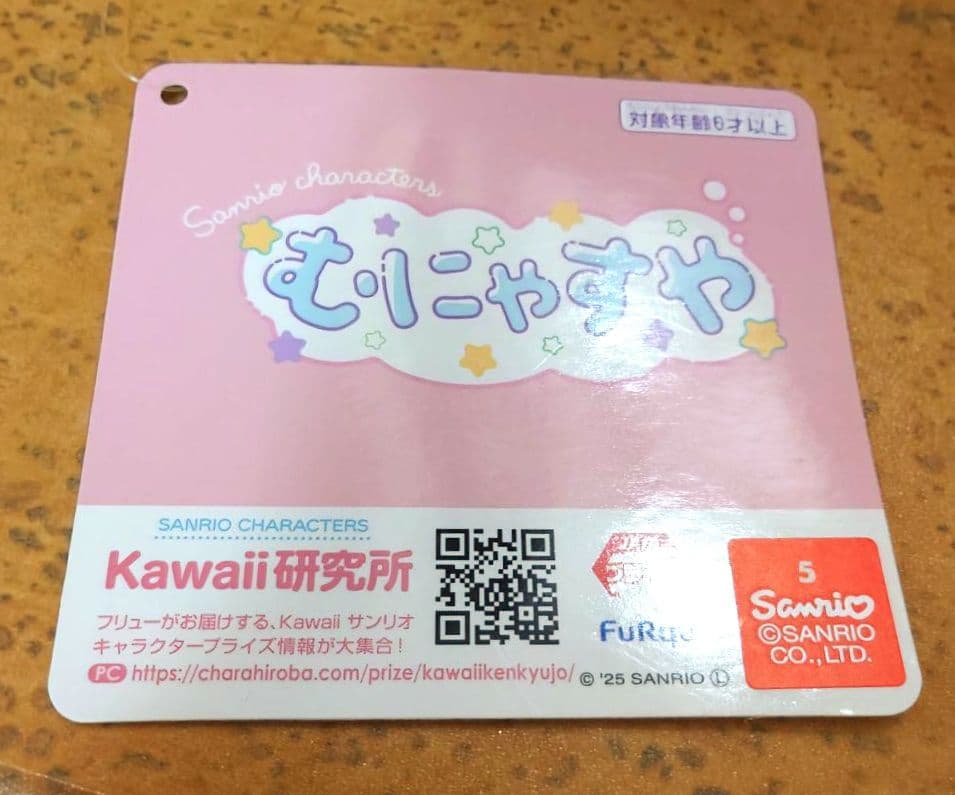 対象年齢6才以上
Sanrio characters
むにゃすや
SANRIO CHARACTERS
Kawaii研究所
フリューがお届けする、Kawaii サンリオ
キャラクタープライズ情報が大集合!
PC https://charahiroba.com/prize/kawaiikenkyujo/
© '25 SANRIO Ⓛ
5
Sanrio
©SANRIO
CO.,LTD.